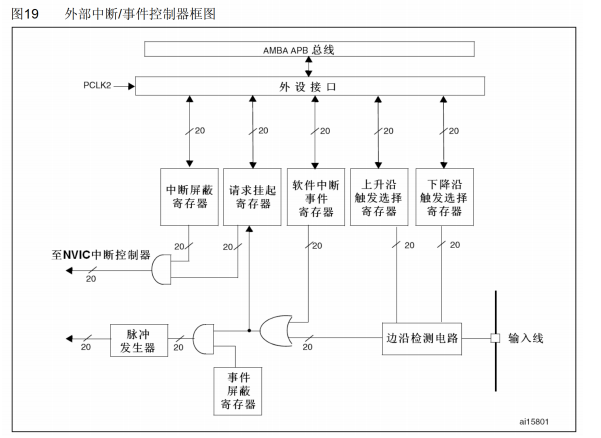 图19 外部中断/事件控制器框图
AMBA APB 总线
PCLK2
外设接口
20
20
20
20
20
中断屏蔽
寄存器
请求挂起
寄存器
软件中断
事件
寄存器
上升沿
触发选择
寄存器
下降沿
触发选择
寄存器
至NVIC中断控制器
20
20
20
20
20
20
20
脉冲
发生器
20
20
边沿检测电路
输入线
事件
屏蔽
寄存器
ai15801